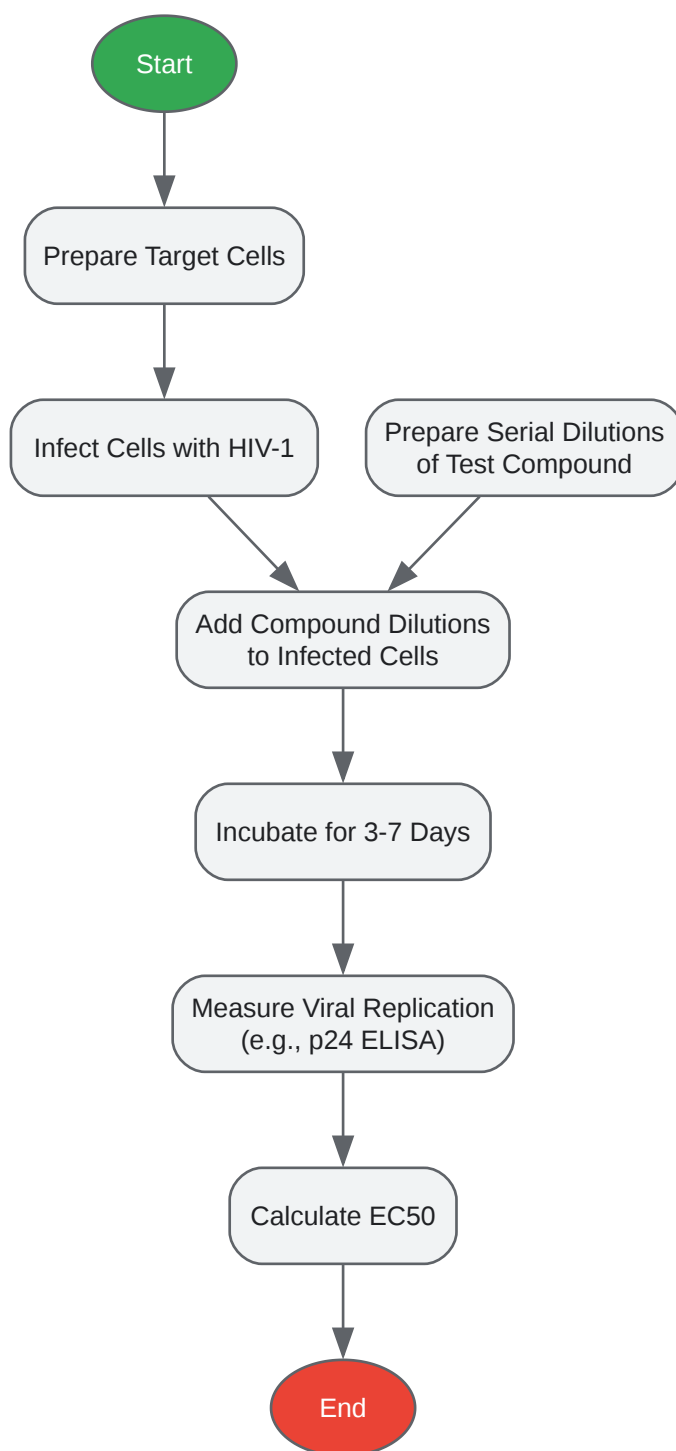 Start
Prepare Target Cells
Infect Cells with HIV-1
Prepare Serial Dilutions
of Test Compound
Add Compound Dilutions
to Infected Cells
Incubate for 3-7 Days
Measure Viral Replication
(e.g., p24 ELISA)
Calculate EC50
End